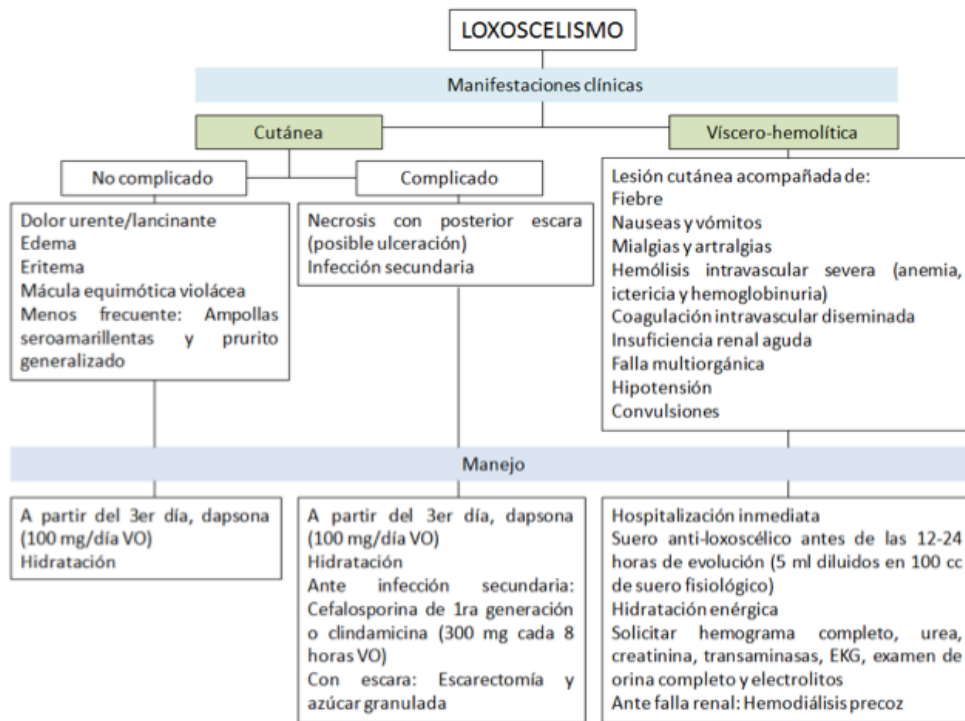 LOXOSCELISMO
Manifestaciones clínicas
Cutánea
Víscero-hemolítica
No complicado
Complicado
Dolor urente/lancinante
Edema
Eritema
Mácula equimótica violácea
Menos frecuente: Ampollas
seroamarillentas y prurito
generalizado
Necrosis con posterior escara
(posible ulceración)
Infección secundaria
Lesión cutánea acompañada de:
Fiebre
Nauseas y vómitos
Mialgias y artralgias
Hemólisis intravascular severa (anemia,
ictericia y hemoglobinuria)
Coagulación intravascular diseminada
Insuficiencia renal aguda
Falla multiorgánica
Hipotensión
Convulsiones
Manejo
A partir del 3er día, dapsona
(100 mg/día VO)
Hidratación
A partir del 3er día, dapsona
(100 mg/día VO)
Hidratación
Ante infección secundaria:
Cefalosporina de 1ra generación
o clindamicina (300 mg cada 8
horas VO)
Con escara: Escarectomía y
azúcar granulada
Hospitalización inmediata
Suero anti-loxoscélico antes de las 12-24
horas de evolución (5 ml diluidos en 100 cc
de suero fisiológico)
Hidratación enérgica
Solicitar hemograma completo, urea,
creatinina, transaminasas, EKG, examen de
orina completo y electrolitos
Ante falla renal: Hemodiálisis precoz